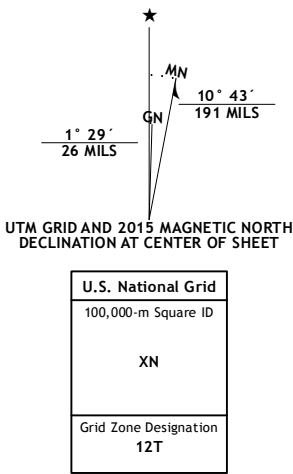 ★
MN
GN
10° 43´
191 MILS
1° 29´
26 MILS
UTM GRID AND 2015 MAGNETIC NORTH
DECLINATION AT CENTER OF SHEET
U.S. National Grid
100,000-m Square ID
XN
Grid Zone Designation
12T